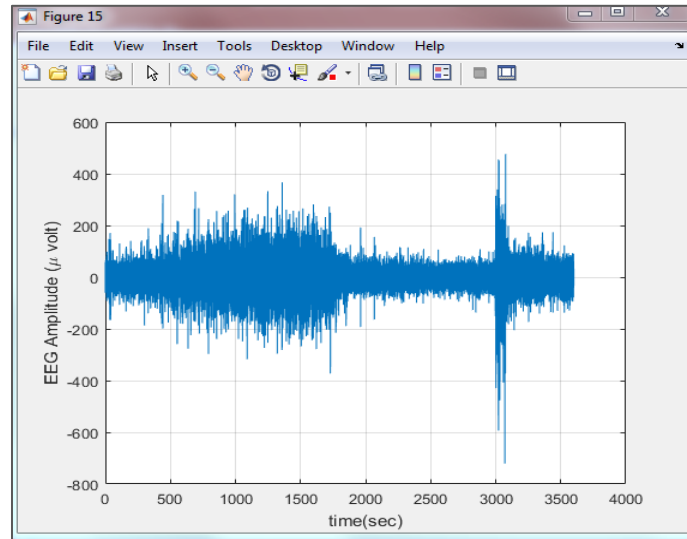 Figure 15
File Edit View Insert Tools Desktop Window Help
600
400
200
0
-200
-400
-600
-800
EEG Amplitude (μ volt)
0 500 1000 1500 2000 2500 3000 3500 4000
time(sec)